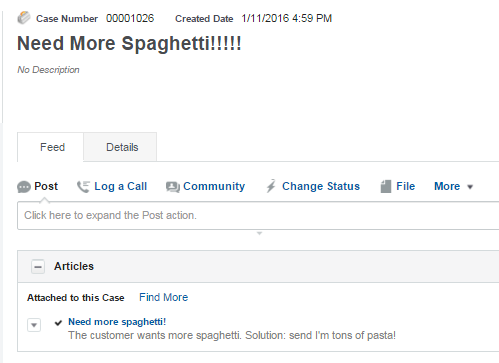 Case Number 00001026 Created Date 1/11/2016 4:59 PM
Need More Spaghetti!!!!!
No Description
Feed Details
Post Log a Call Community Change Status File More
Click here to expand the Post action.
Articles
Attached to this Case Find More
Need more spaghetti!
The customer wants more spaghetti. Solution: send I'm tons of pasta!